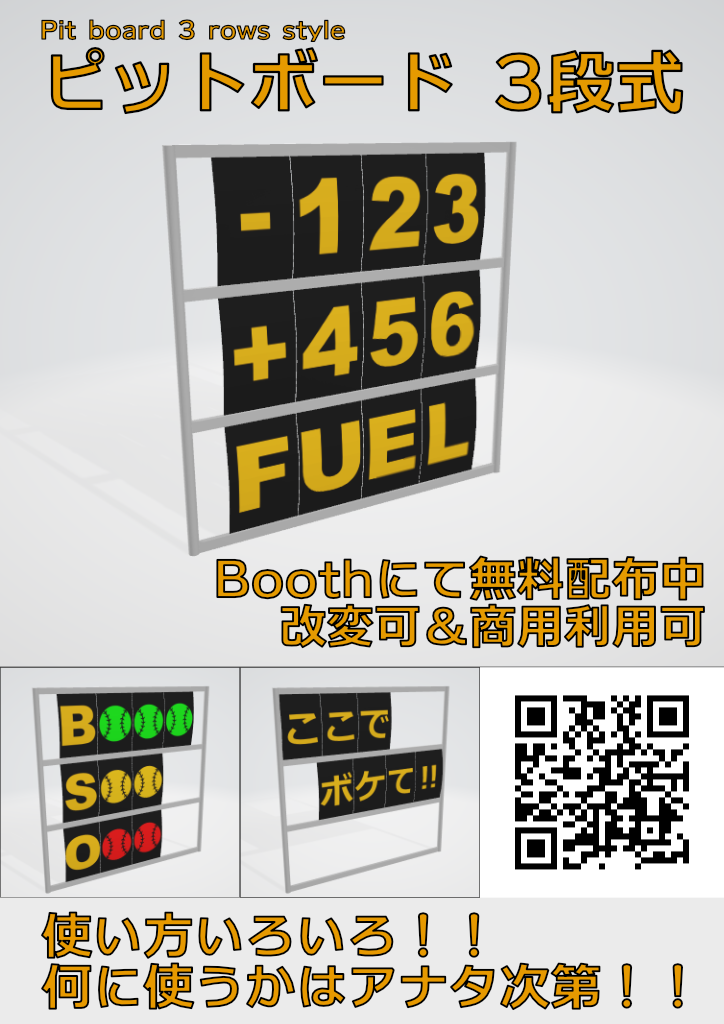 Pit board 3 rows style
ピットボード 3段式
-123
+456
FUEL
Boothにて無料配布中
改変可＆商用利用可
B
S
O
ここで
ボケて!!
使い方いろいろ！！
何に使うかはアナタ次第！！